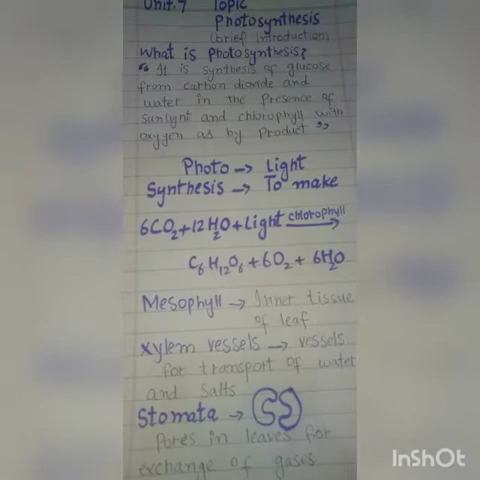 Unit.7 Topic
Photosynthesis
(brief introduction)
What is Photosynthesis?
"It is synthesis of glucose
from carbon dioxide and
water in the presence of
sunlight and chlorophyll with
oxygen as by product"
Photo → Light
Synthesis → To make
6CO₂+12H₂O+Light chlorophyll →
C₆H₁₂O₆+6O₂+6H₂O
Mesophyll → Inner tissue
of leaf
xylem vessels → vessels
for transport of water
and salts
Stomata →
Pores in leaves for
exchange of gases
InShOt